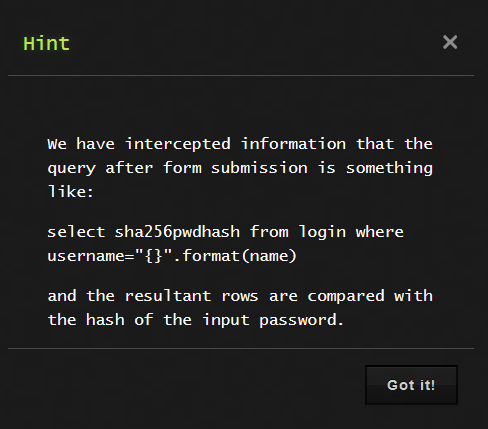 Hint
We have intercepted information that the
query after form submission is something
like:
select sha256pwdhash from login where
username="{}".format(name)
and the resultant rows are compared with
the hash of the input password.
Got it!